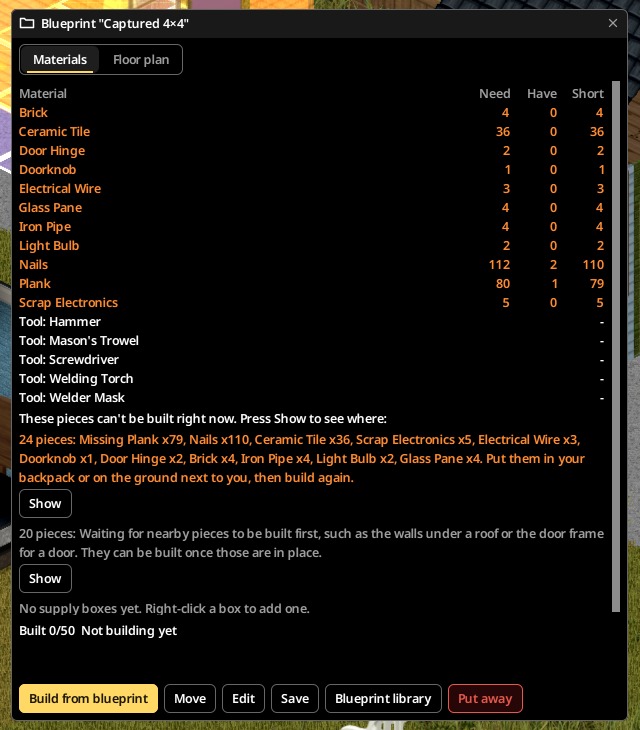 Blueprint "Captured 4×4"
Materials Floor plan
Material Need Have Short
Brick 4 0 4
Ceramic Tile 36 0 36
Door Hinge 2 0 2
Doorknob 1 0 1
Electrical Wire 3 0 3
Glass Pane 4 0 4
Iron Pipe 4 0 4
Light Bulb 2 0 2
Nails 112 2 110
Plank 80 1 79
Scrap Electronics 5 0 5
Tool: Hammer -
Tool: Mason's Trowel -
Tool: Screwdriver -
Tool: Welding Torch -
Tool: Welder Mask -
These pieces can't be built right now. Press Show to see where:
24 pieces: Missing Plank x79, Nails x110, Ceramic Tile x36, Scrap Electronics x5, Electrical Wire x3,
Doorknob x1, Door Hinge x2, Brick x4, Iron Pipe x4, Light Bulb x2, Glass Pane x4. Put them in your
backpack or on the ground next to you, then build again.
Show
20 pieces: Waiting for nearby pieces to be built first, such as the walls under a roof or the door frame
for a door. They can be built once those are in place.
Show
No supply boxes yet. Right-click a box to add one.
Built 0/50 Not building yet
Build from blueprint Move Edit Save Blueprint library Put away